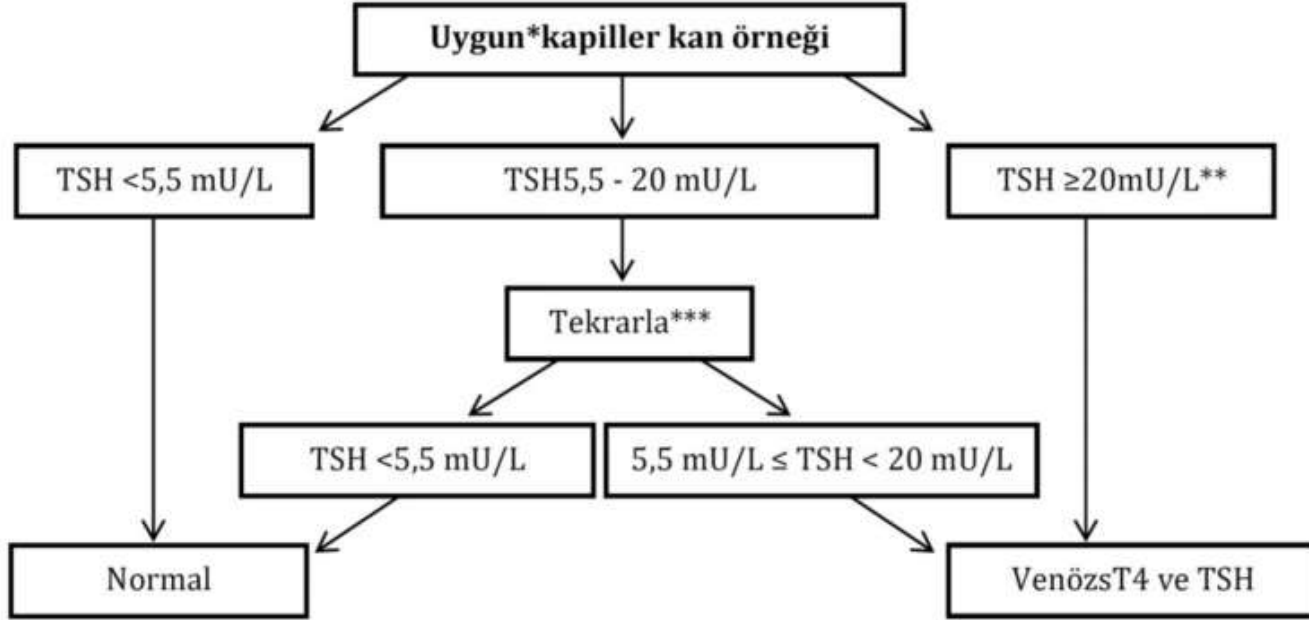 Uygun*kapiller kan örneği
TSH <5,5 mU/L
TSH5,5 - 20 mU/L
TSH ≥20mU/L**
Tekrarla***
TSH <5,5 mU/L
5,5 mU/L ≤ TSH < 20 mU/L
Normal
VenözsT4 ve TSH